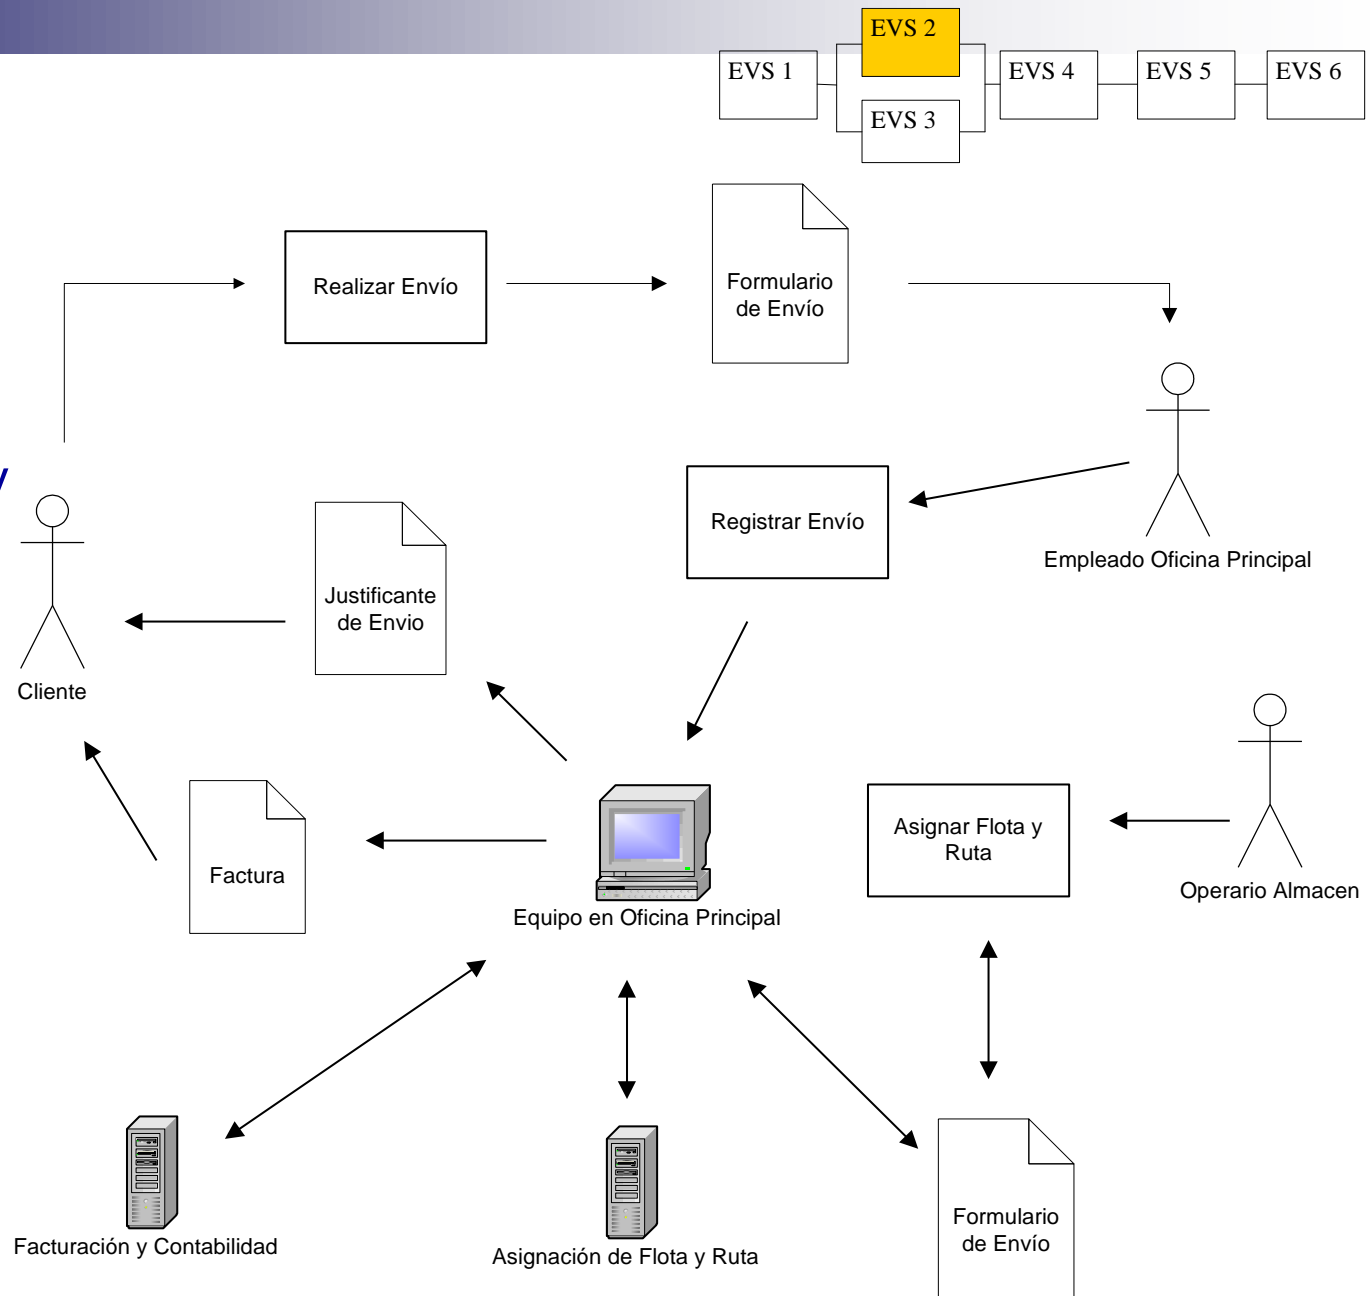 EVS 2
EVS 1
EVS 4
EVS 5
EVS 6
EVS 3
Realizar Envío
Formulario
de Envío
y
Registrar Envío
Empleado Oficina Principal
Justificante
de Envio
Cliente
Asignar Flota y
Ruta
Factura
Operario Almacen
Equipo en Oficina Principal
Facturación y Contabilidad
Asignación de Flota y Ruta
Formulario
de Envío